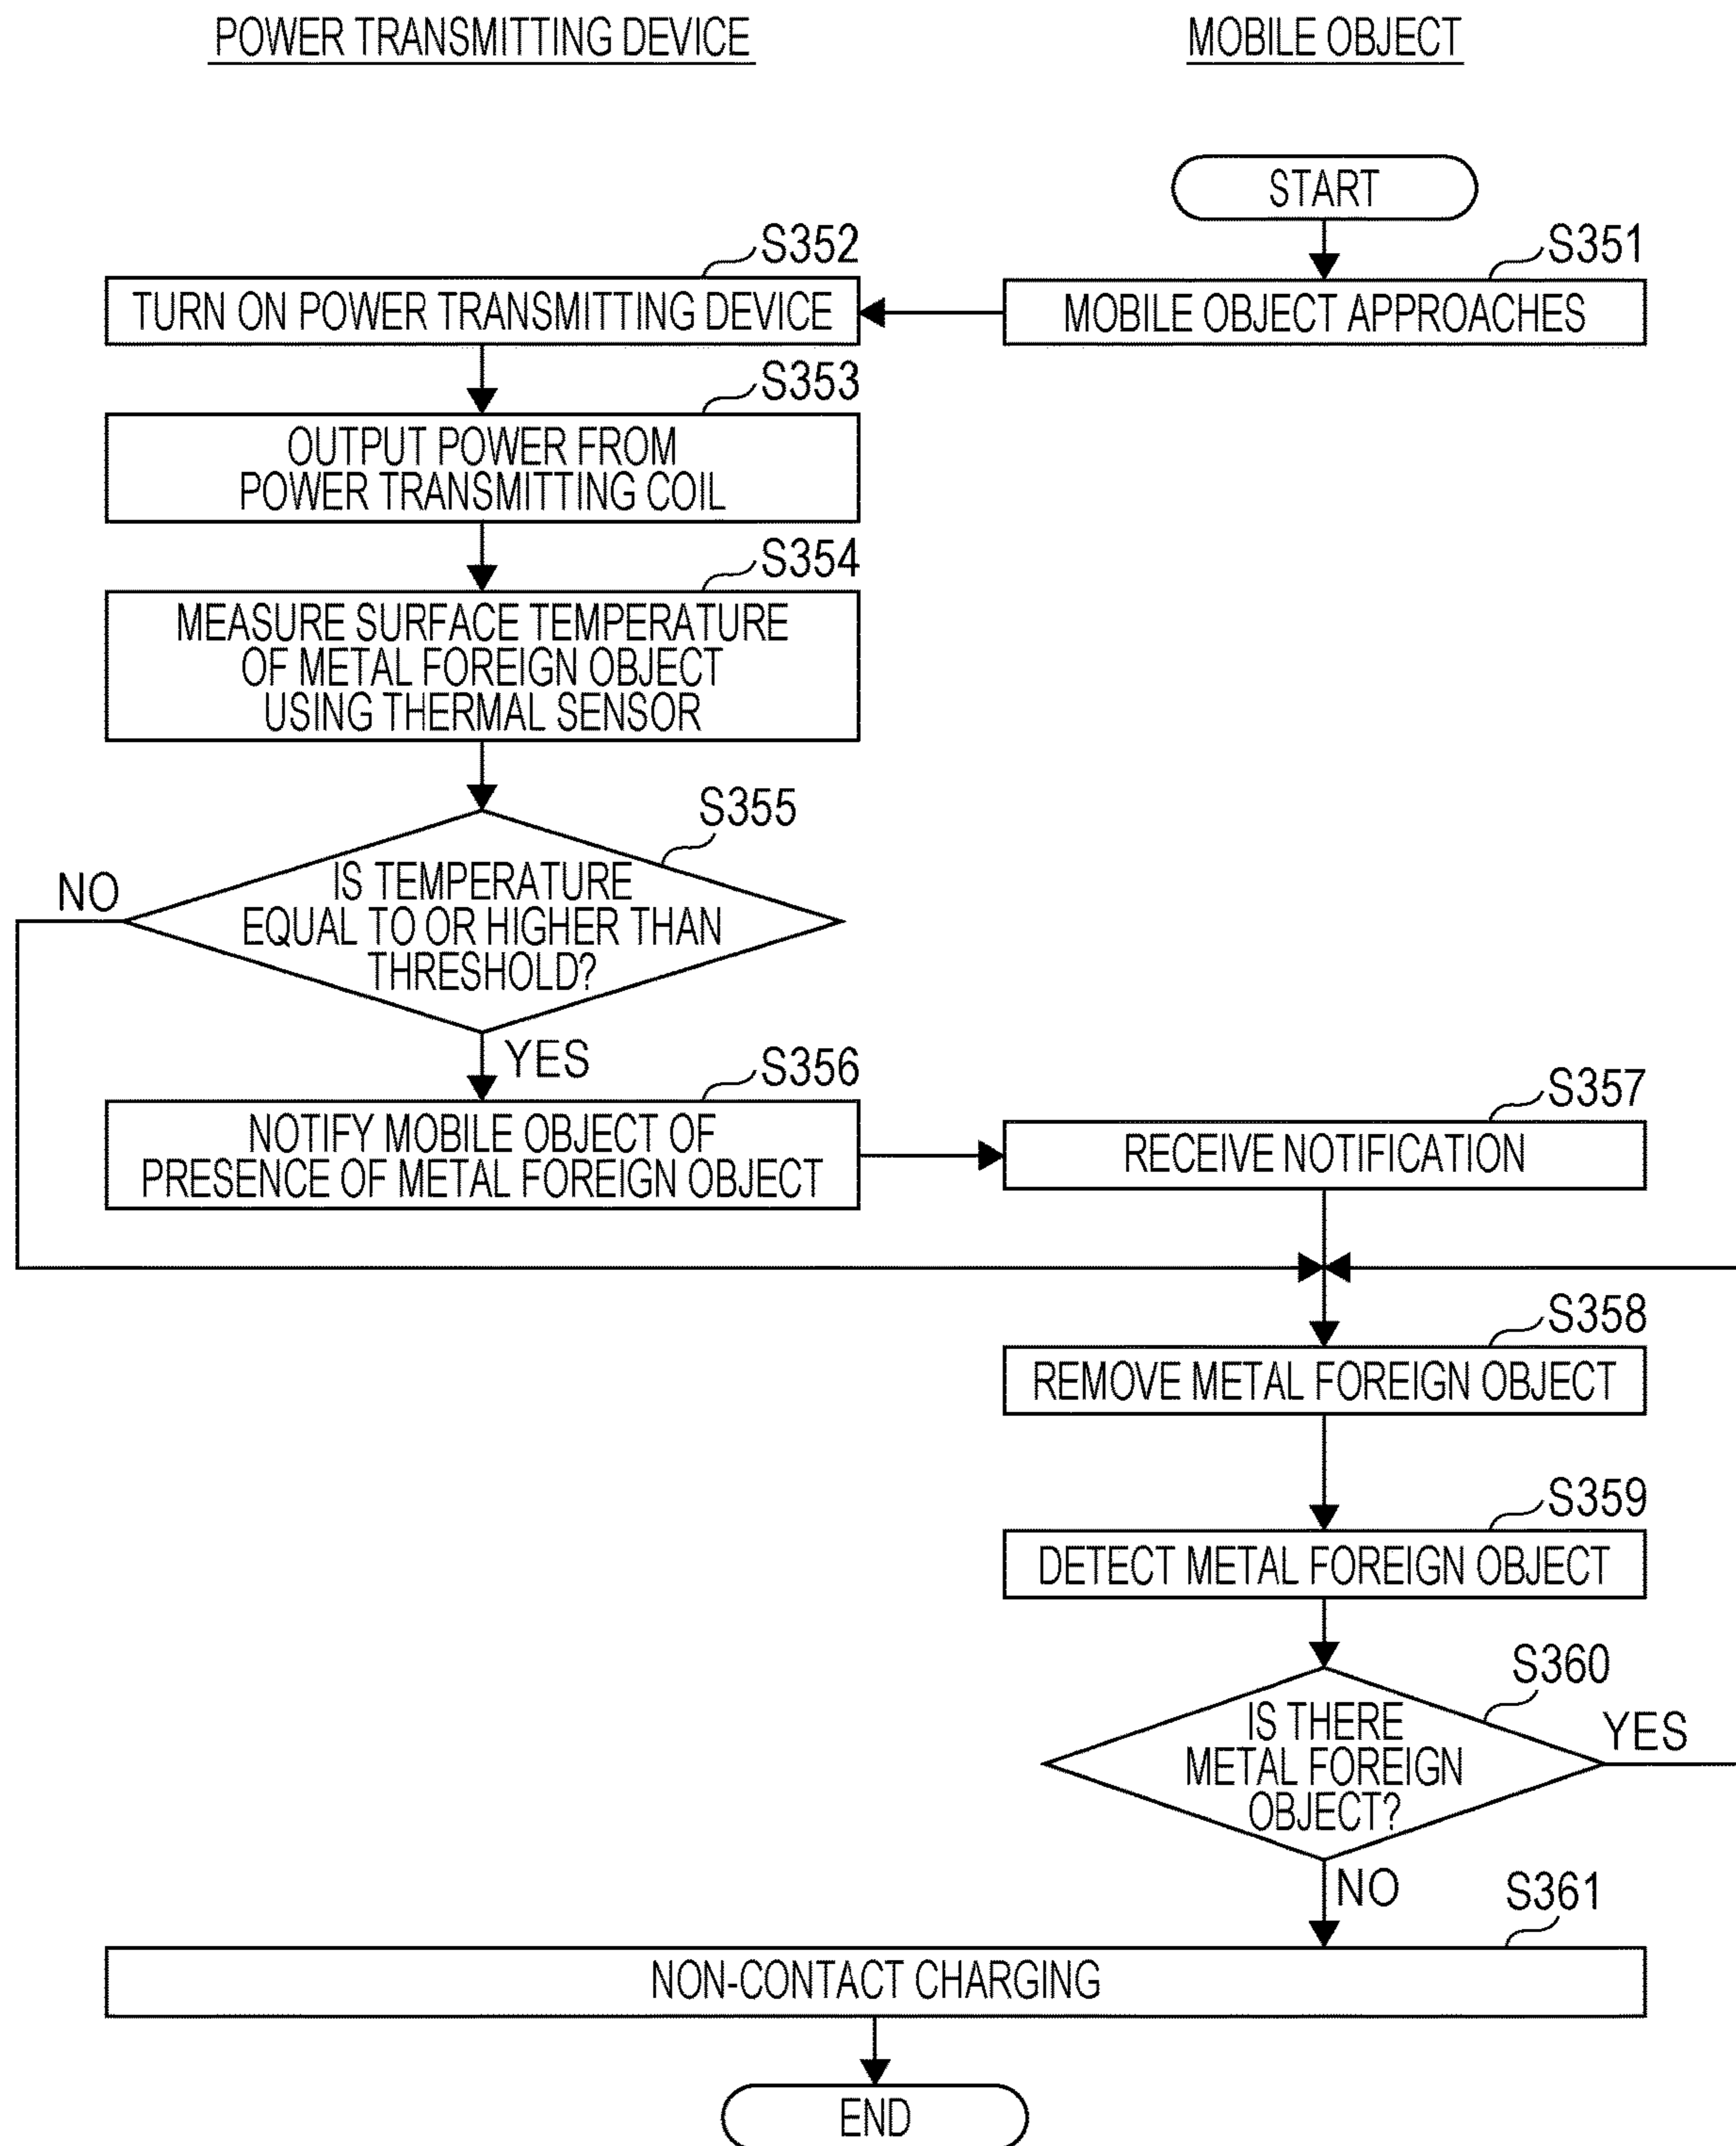 POWER TRANSMITTING DEVICE
MOBILE OBJECT
START
S351
MOBILE OBJECT APPROACHES
S352
TURN ON POWER TRANSMITTING DEVICE
S353
OUTPUT POWER FROM
POWER TRANSMITTING COIL
S354
MEASURE SURFACE TEMPERATURE
OF METAL FOREIGN OBJECT
USING THERMAL SENSOR
S355
IS TEMPERATURE
EQUAL TO OR HIGHER THAN
THRESHOLD?
NO
YES
S356
NOTIFY MOBILE OBJECT OF
PRESENCE OF METAL FOREIGN OBJECT
S357
RECEIVE NOTIFICATION
S358
REMOVE METAL FOREIGN OBJECT
S359
DETECT METAL FOREIGN OBJECT
S360
IS THERE
METAL FOREIGN
OBJECT?
YES
NO
S361
NON-CONTACT CHARGING
END